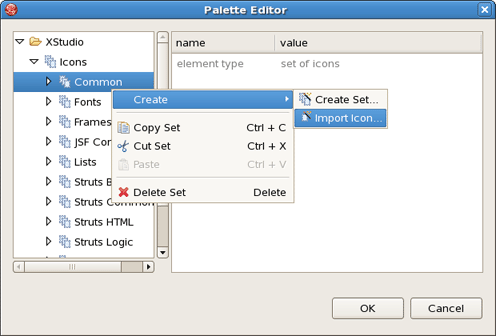 Palette Editor
XStudio
Icons
Common
Fonts
Frames
JSF Con
Lists
Struts B
Struts Common
Struts HTML
Struts Logic
name value
element type set of icons
Create
Copy Set Ctrl + C
Cut Set Ctrl + X
Paste Ctrl + V
Delete Set Delete
Create Set...
Import Icon...
OK Cancel